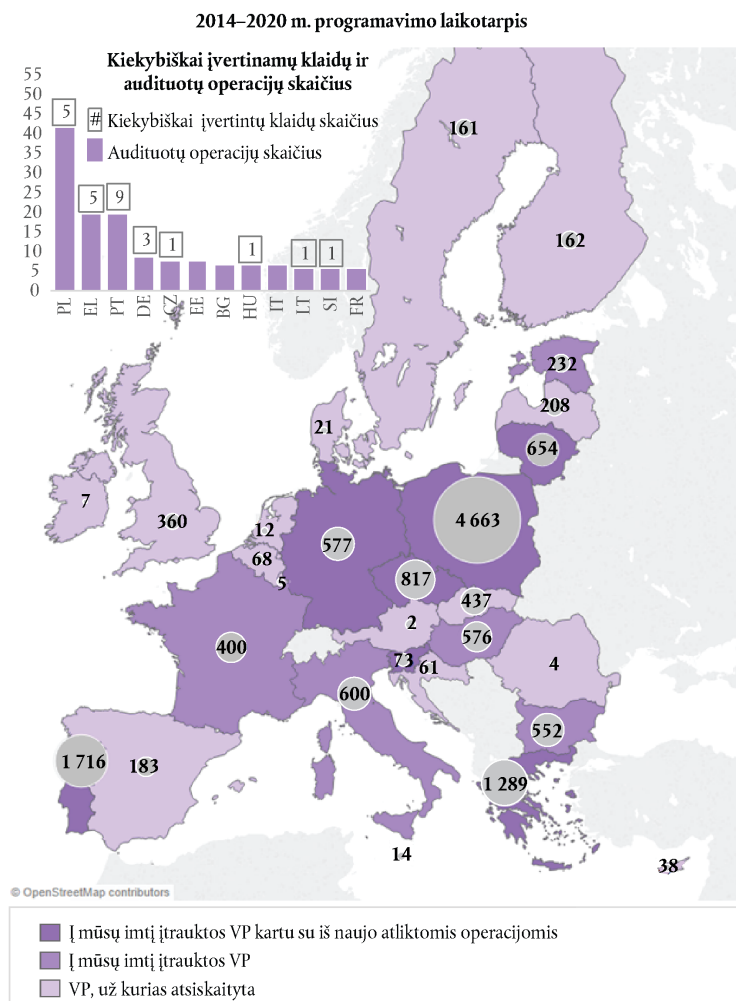 2014–2020 m. programavimo laikotarpis
Kiekybiškai įvertinamų klaidų ir
audituotų operacijų skaičius
# Kiekybiškai įvertintų klaidų skaičius
Audituotų operacijų skaičius
55
50
45
40
35
30
25
20
15
10
5
0
5
5
9
3
1
1
1
1
PL
EL
PT
DE
CZ
EE
BG
HU
IT
LT
SI
FR
161
162
232
208
654
21
7
360
12
68
5
577
4 663
817
437
2
576
400
73
61
4
600
552
1 716
183
1 289
14
38
© OpenStreetMap contributors
Į mūsų imtį įtrauktos VP kartu su iš naujo atliktomis operacijomis
Į mūsų imtį įtrauktos VP
VP, už kurias atsiskaityta